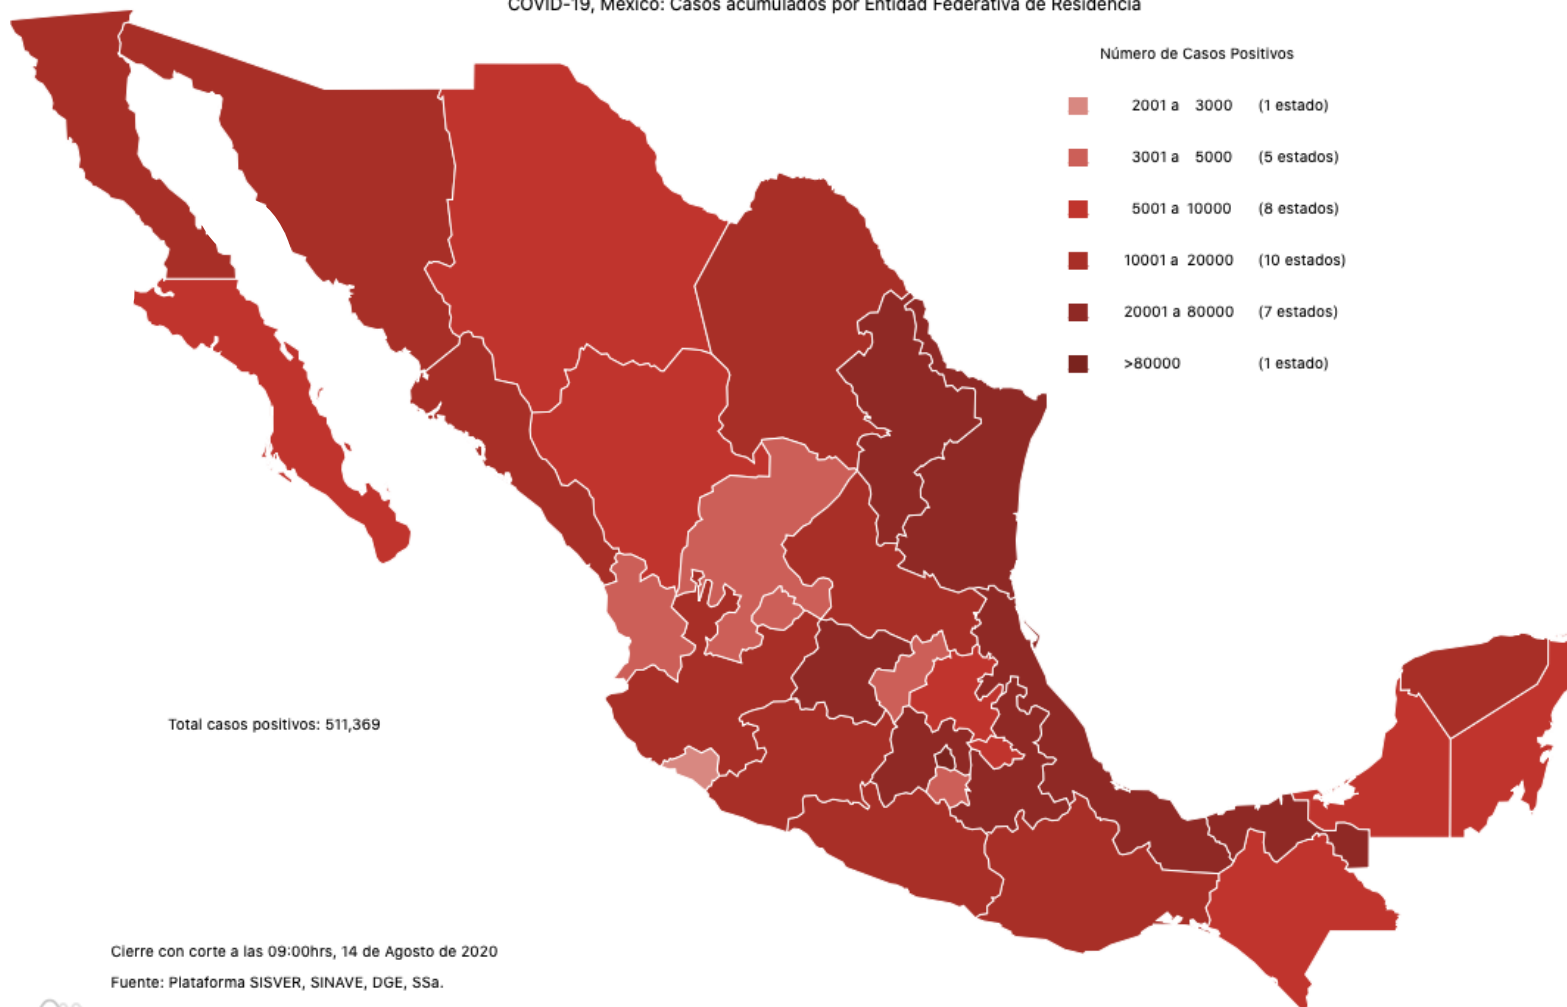 COVID-19, México: Casos acumulados por Entidad Federativa de Residencia
Número de Casos Positivos
2001 a 3000 (1 estado)
3001 a 5000 (5 estados)
5001 a 10000 (8 estados)
10001 a 20000 (10 estados)
20001 a 80000 (7 estados)
>80000 (1 estado)
Total casos positivos: 511,369
Cierre con corte a las 09:00hrs, 14 de Agosto de 2020
Fuente: Plataforma SISVER, SINAVE, DGE, SSa.